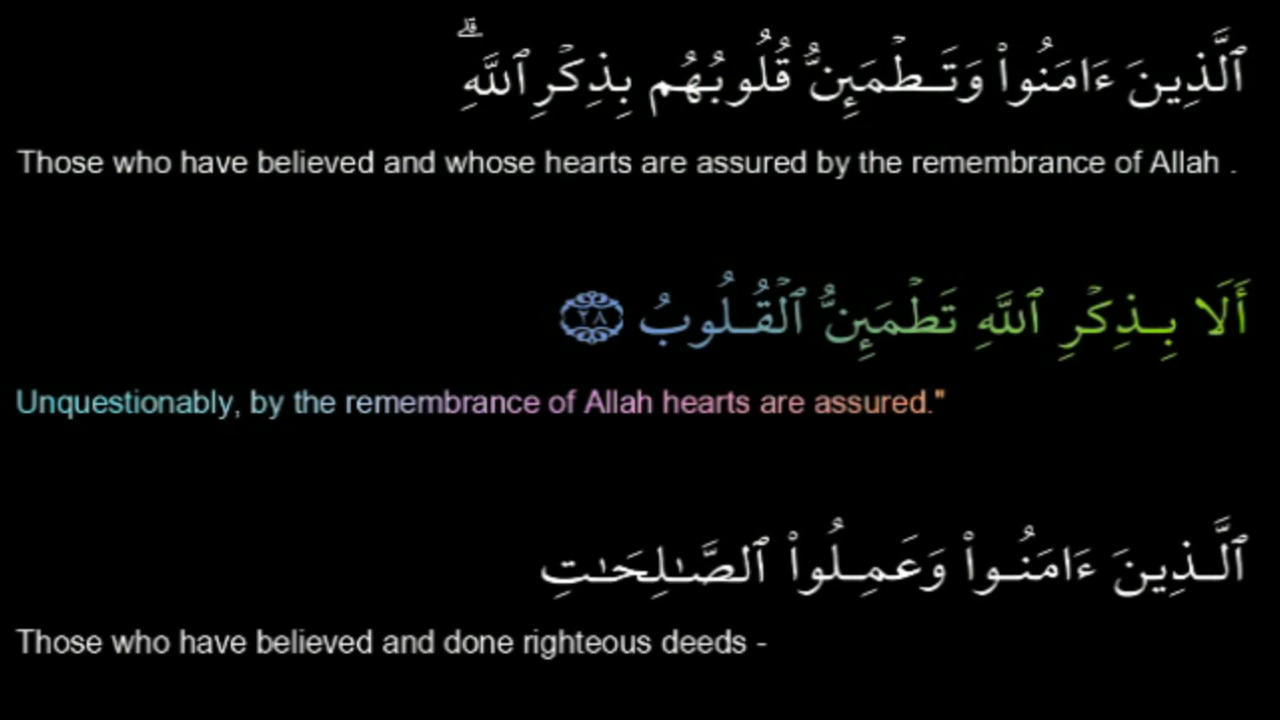 ٱلَّذِينَ ءَامَنُوا۟ وَتَطْمَئِنُّ قُلُوبُهُم بِذِكْرِ ٱللَّهِ ۗ
Those who have believed and whose hearts are assured by the remembrance of Allah .
أَلَا بِذِكْرِ ٱللَّهِ تَطْمَئِنُّ ٱلْقُلُوبُ ٢٨
Unquestionably, by the remembrance of Allah hearts are assured."
ٱلَّذِينَ ءَامَنُوا۟ وَعَمِلُوا۟ ٱلصَّـٰلِحَـٰتِ
Those who have believed and done righteous deeds -